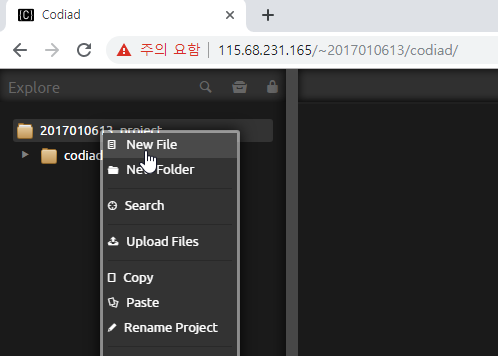 Codiad
주의 요함 | 115.68.231.165/~2017010613/codiad/
Explore
2017010613_project
codiad
New File
New Folder
Search
Upload Files
Copy
Paste
Rename Project